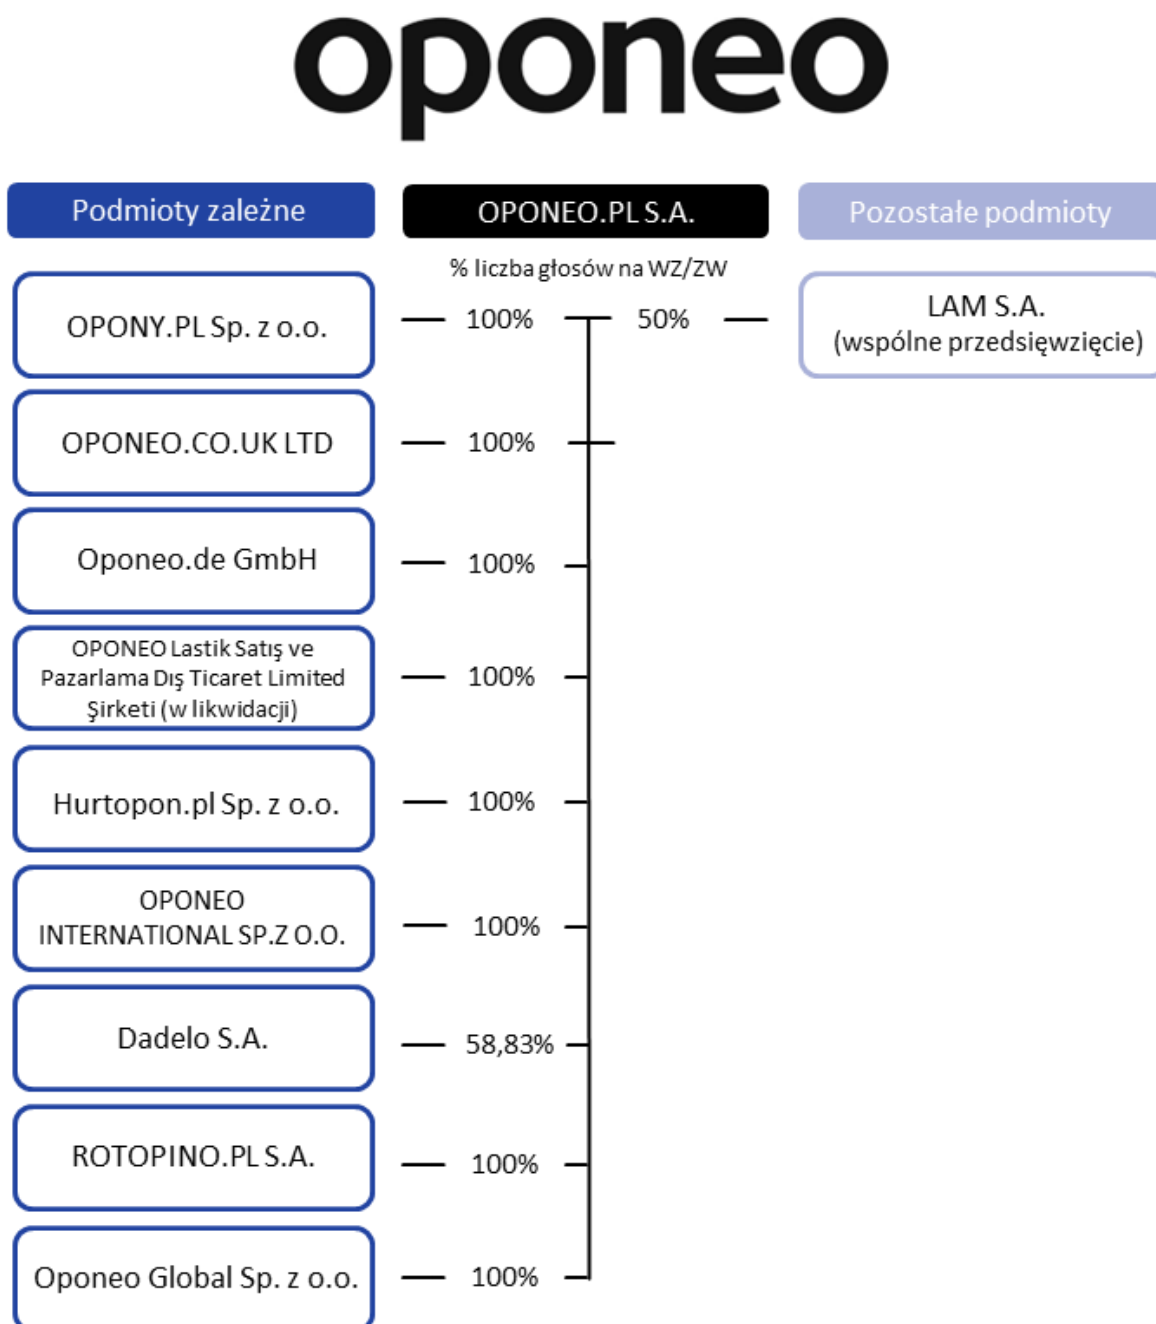 oponeo
Podmioty zależne
OPONEO.PL S.A.
Pozostałe podmioty
% liczba głosów na WZ/ZW
OPONY.PL Sp. z o.o.
100%
50%
LAM S.A.
(wspólne przedsięwzięcie)
OPONEO.CO.UK LTD
100%
Oponeo.de GmbH
100%
OPONEO Lastik Satış ve
Pazarlama Dış Ticaret Limited
Şirketi (w likwidacji)
100%
Hurtopon.pl Sp. z o.o.
100%
OPONEO
INTERNATIONAL SP.Z O.O.
100%
Dadelo S.A.
58,83%
ROTOPINO.PL S.A.
100%
Oponeo Global Sp. z o.o.
100%